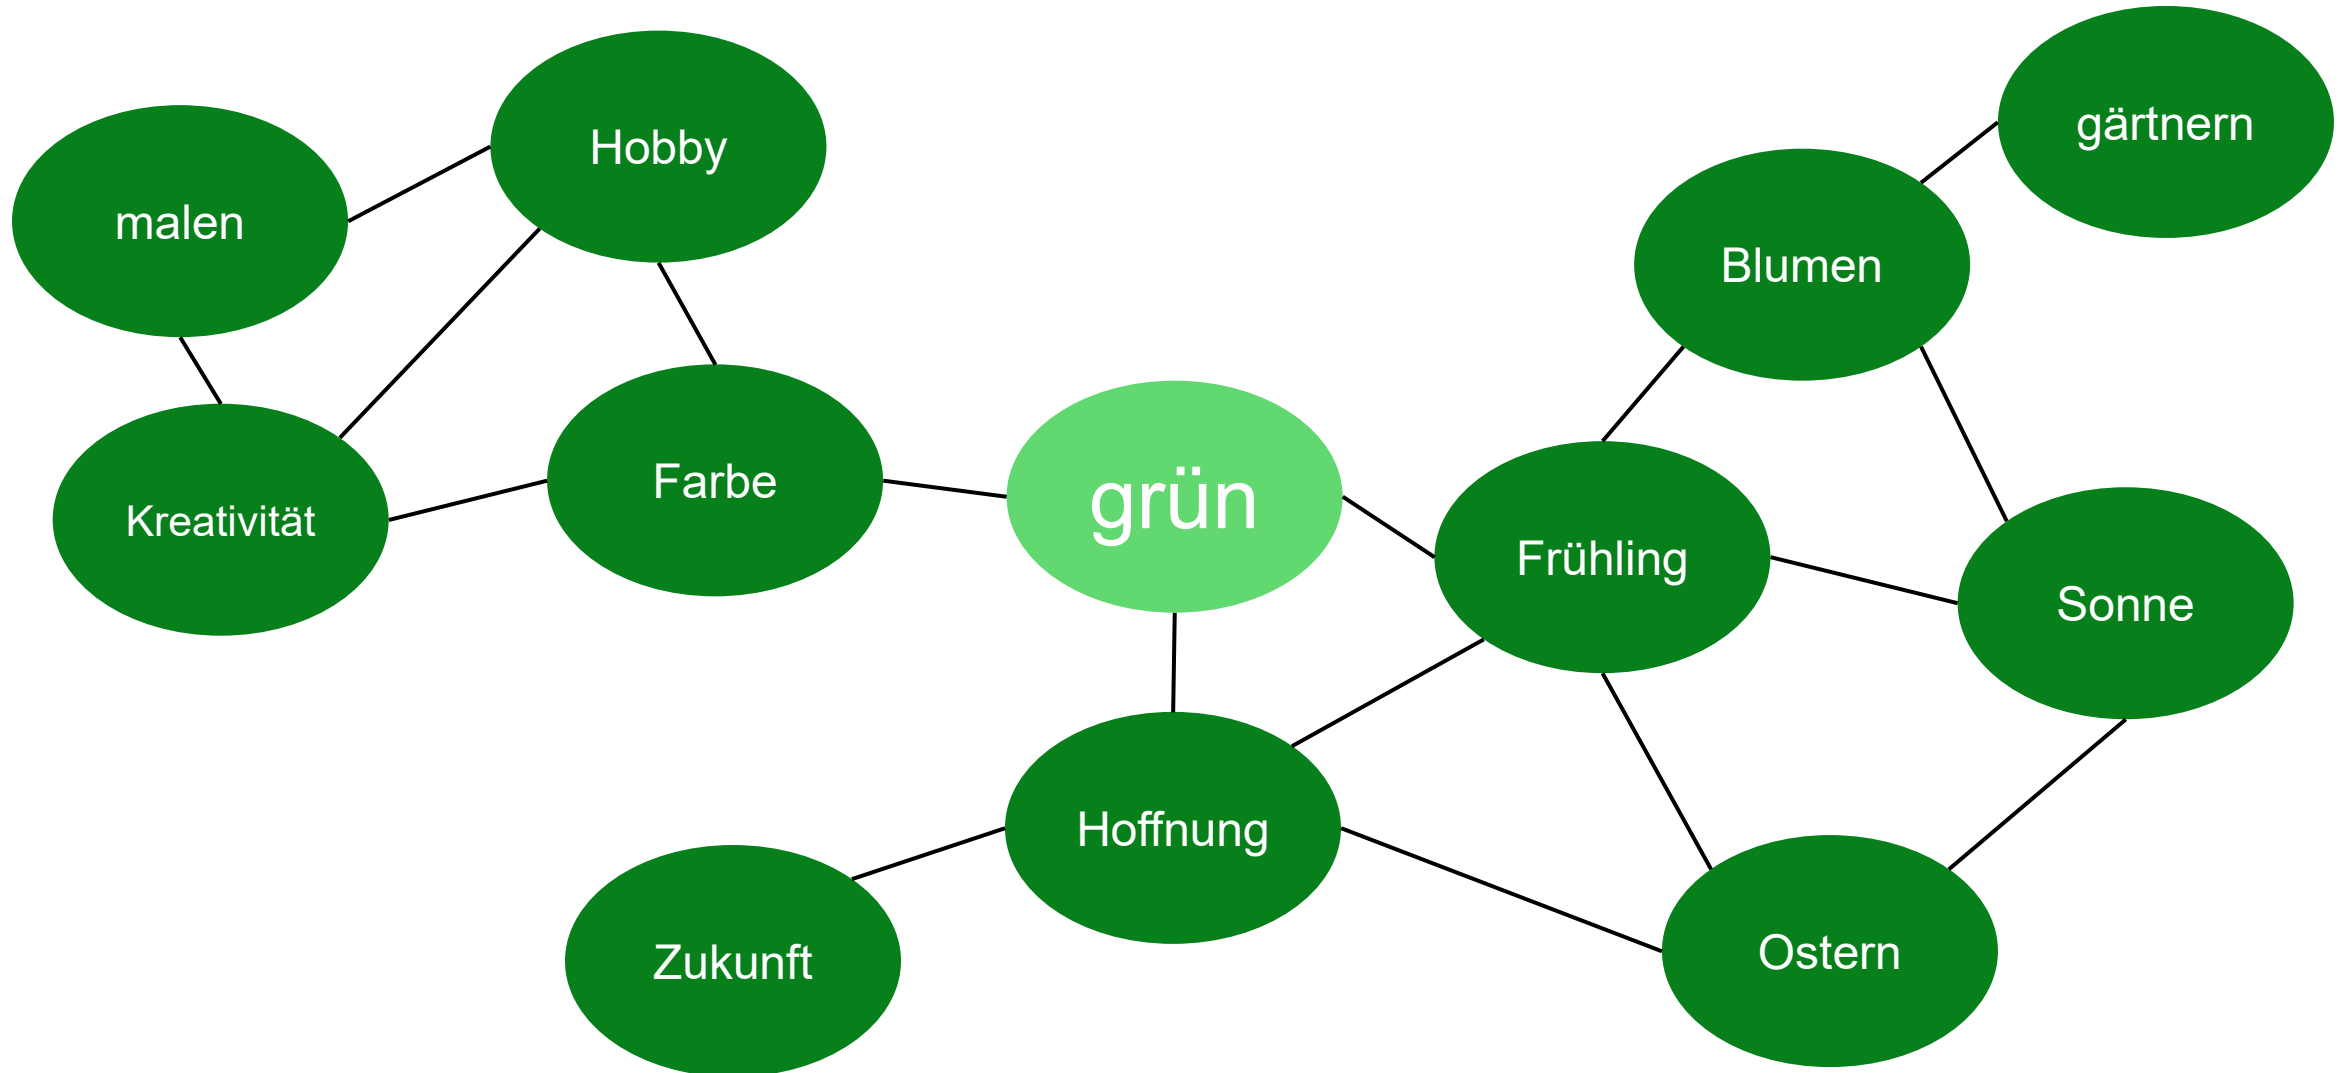 gärtnern
Hobby
malen
Blumen
Farbe
grün
Kreativität
Frühling
Sonne
Hoffnung
Zukunft
Ostern